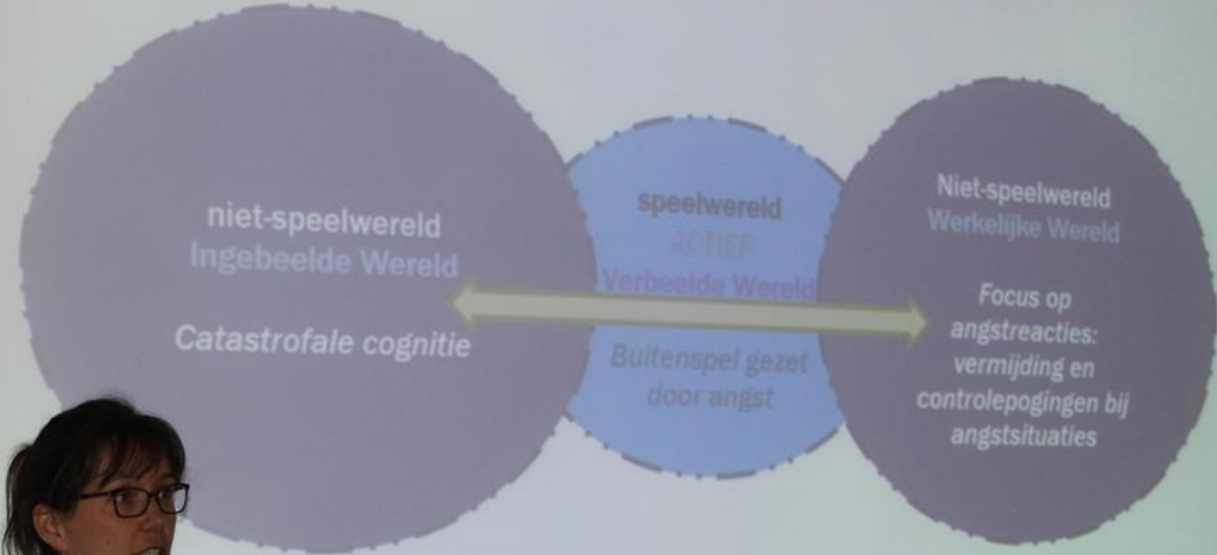 niet-speelwereld
Ingebeelde Wereld
Catastrofale cognitie
speelwereld
ACTIEF
Verbeelde Wereld
Buitenspel gezet
door angst
Niet-speelwereld
Werkelijke Wereld
Focus op
angstreacties:
vermijding en
controlepogingen bij
angstsituaties